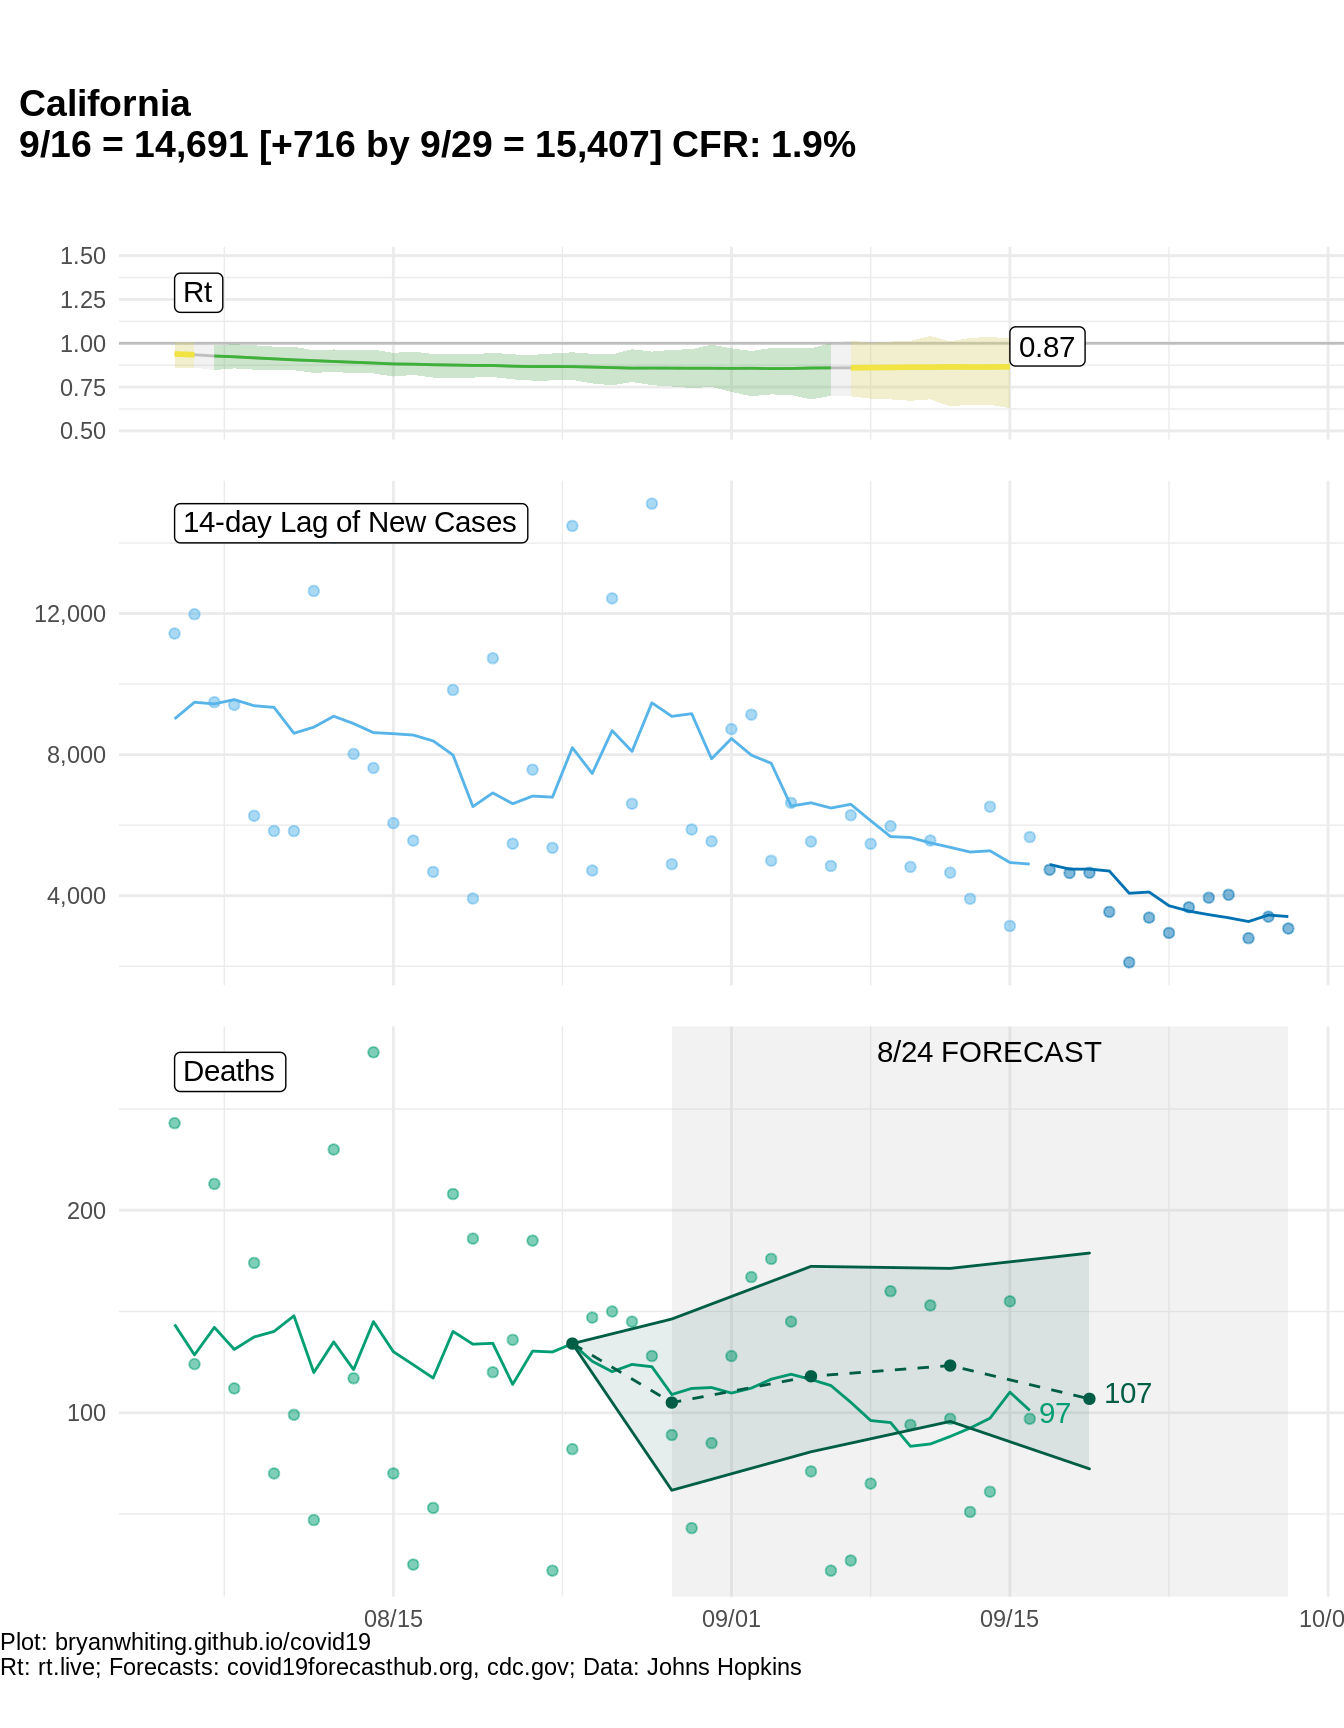 California
9/16 = 14,691 [+716 by 9/29 = 15,407] CFR: 1.9%
1.50
1.25
1.00
0.75
0.50
Rt
0.87
14-day Lag of New Cases
12,000
8,000
4,000
Deaths
8/24 FORECAST
200
100
107
97
08/15
09/01
09/15
10/0
Plot: bryanwhiting.github.io/covid19
Rt: rt.live; Forecasts: covid19forecasthub.org, cdc.gov; Data: Johns Hopkins